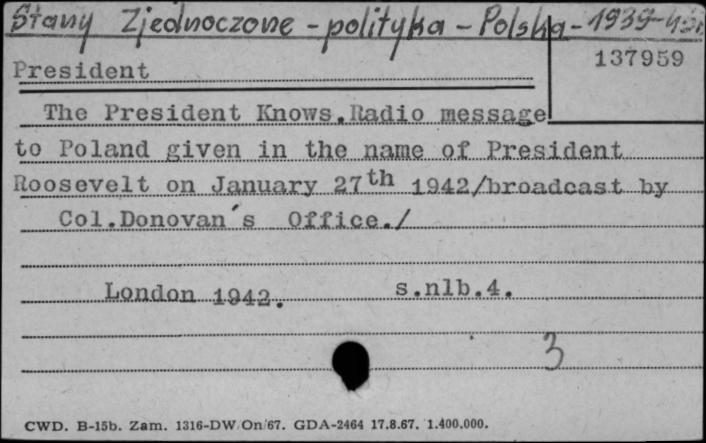 Stany Zjednoczone - polityka - Polska - 1939-45r.
137959
President
The President Knows.Radio message
to Poland given in the name of President
Roosevelt on January 27th 1942/broadcast by
Col.Donovan´s Office./
London 1942. s.nlb.4.
3
CWD. B-15b. Zam. 1316-DW/On/67. GDA-2464 17.8.67. 1.400.000.